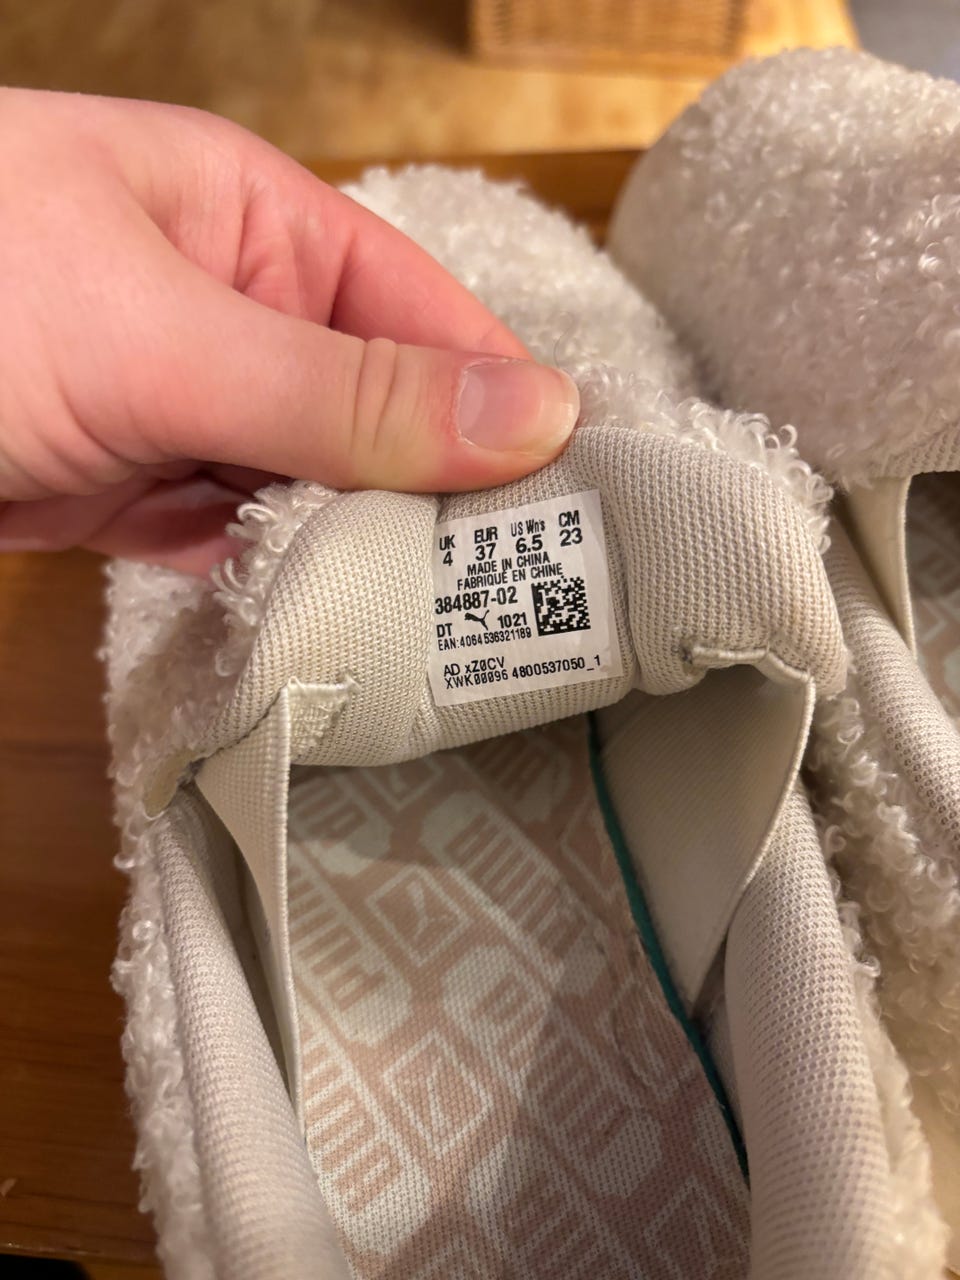 UK EUR US Wn's CM
4 37 6.5 23
MADE IN CHINA
FABRIQUÉ EN CHINE
384887-02
DT 1021
EAN:4064536321189
AD xZ0CV
XWK00096 4800537050_1